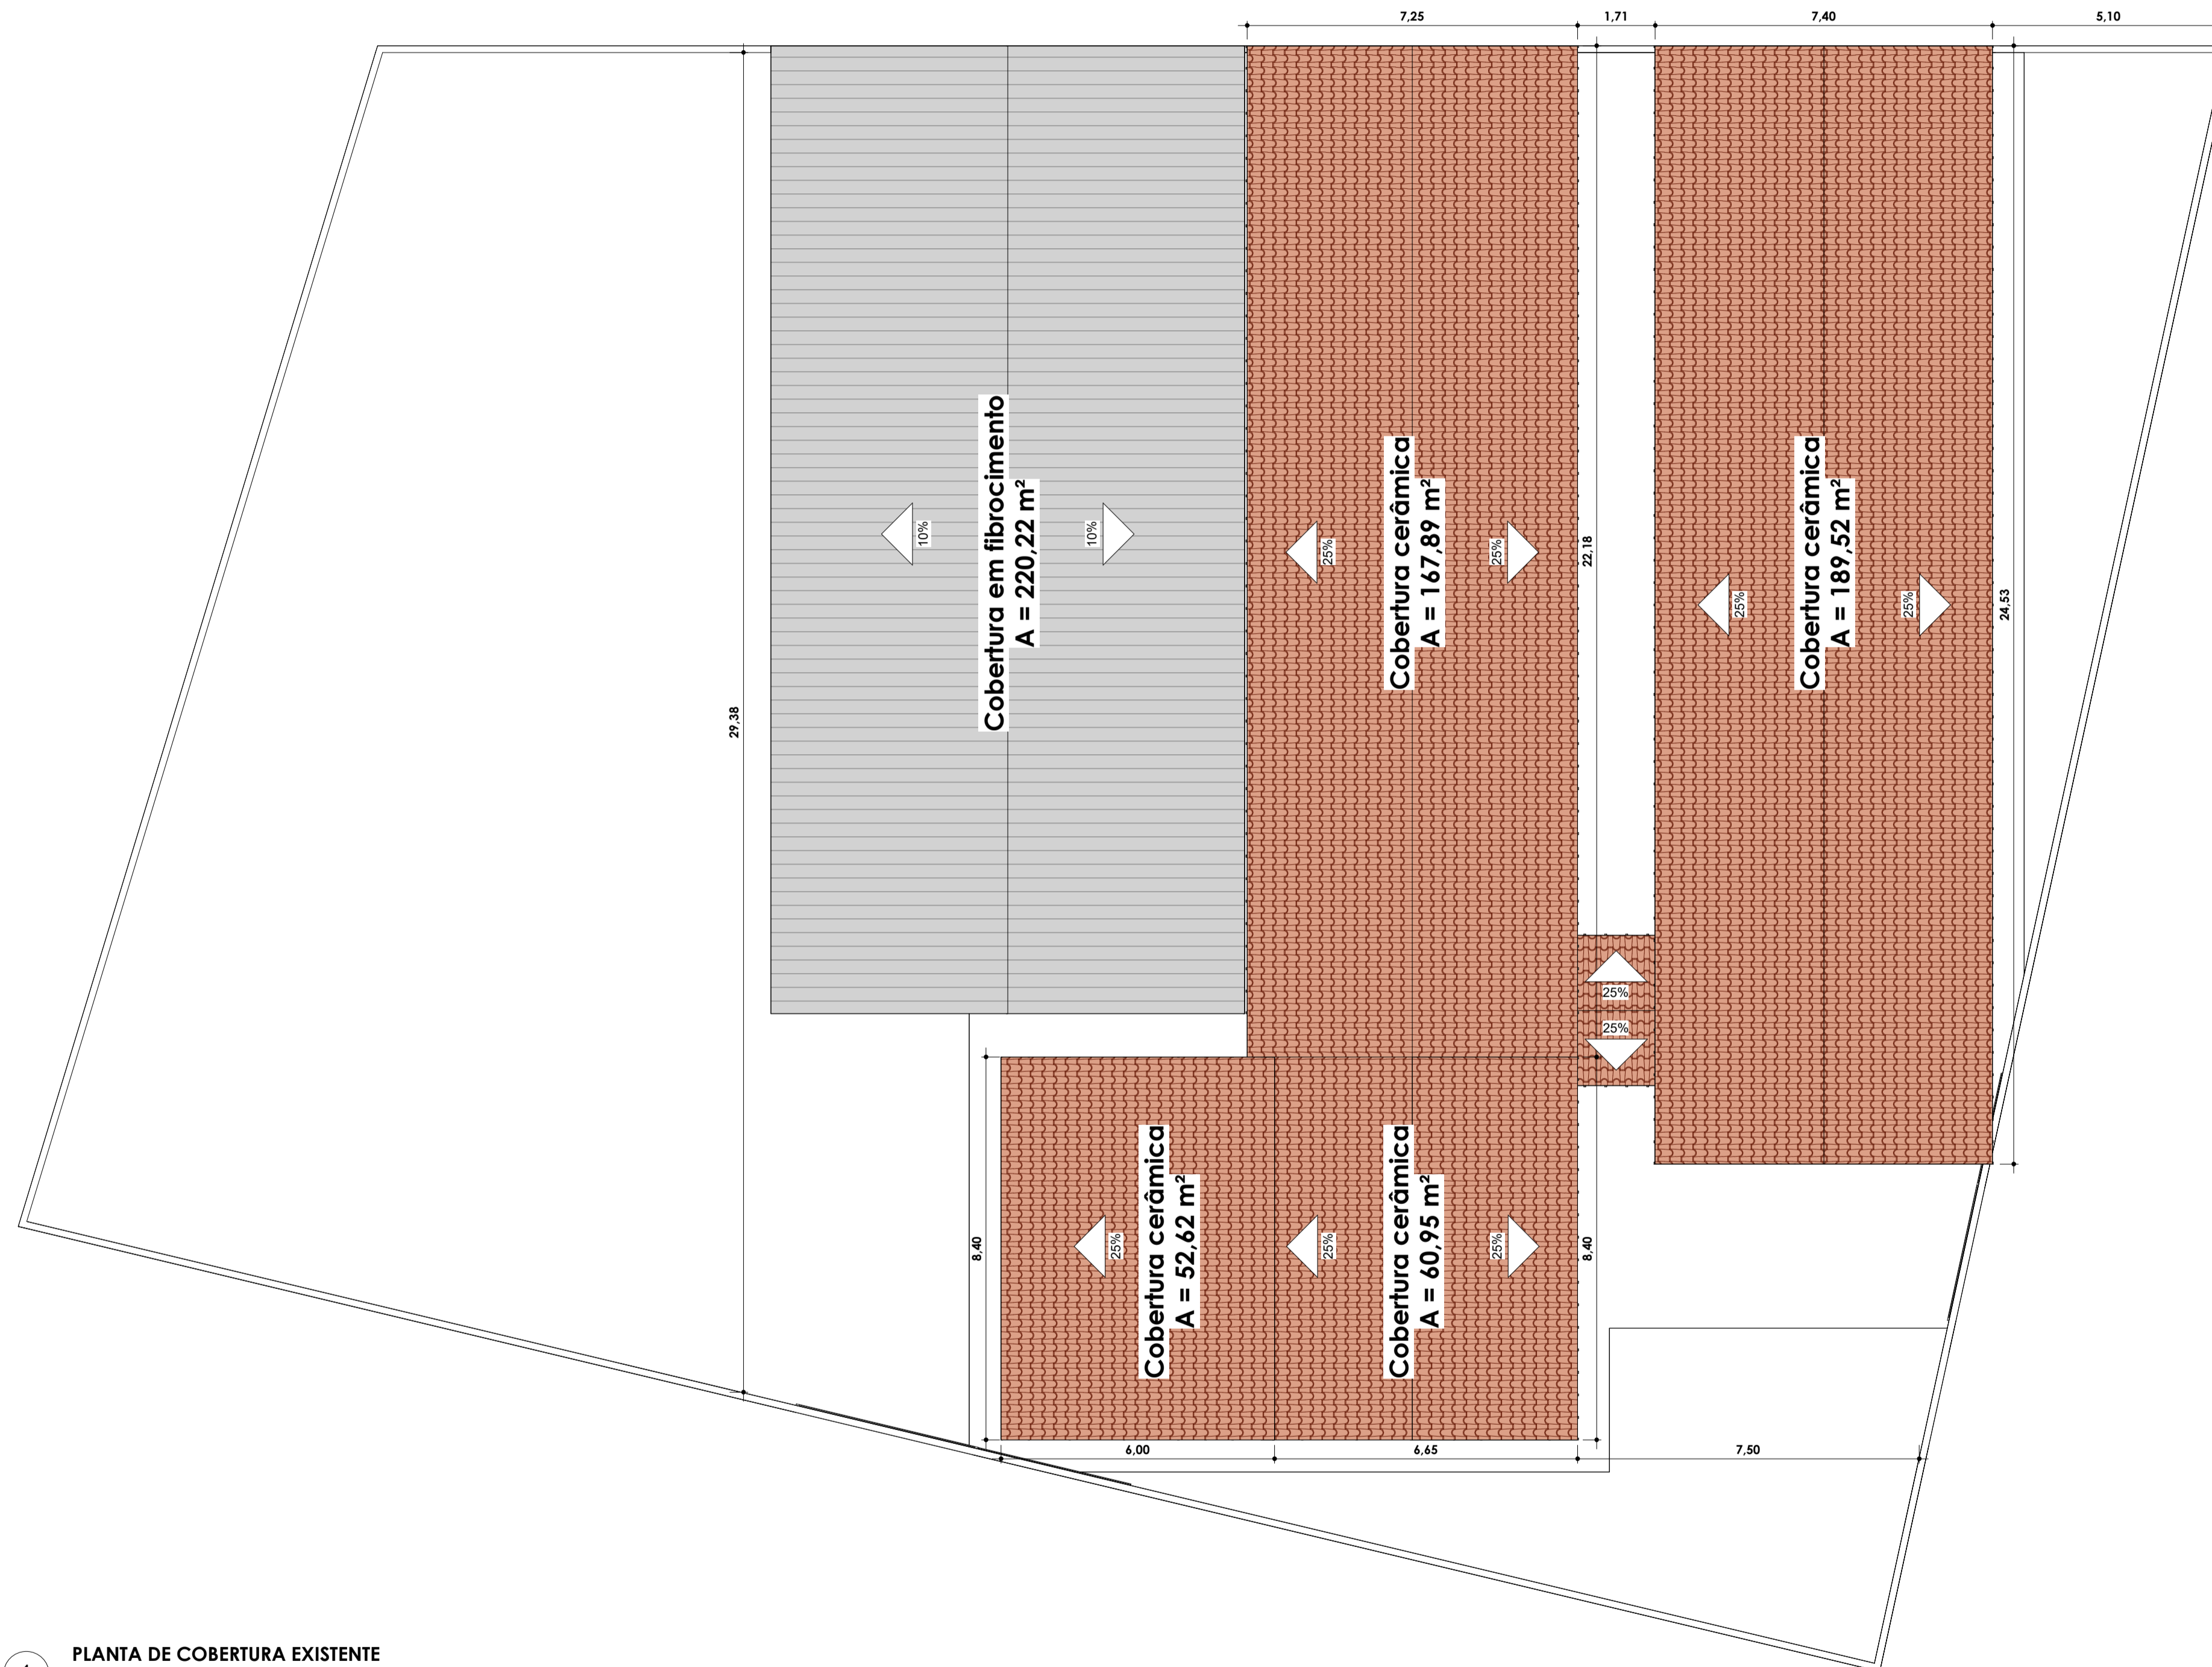 7,25
1,71
7,40
5,10
Cobertura em fibrocimento
A = 220,22 m²
10%
10%
Cobertura cerâmica
A = 167,89 m²
25%
25%
22,18
Cobertura cerâmica
A = 189,52 m²
25%
25%
24,53
29,38
25%
25%
8,40
Cobertura cerâmica
A = 52,62 m²
25%
Cobertura cerâmica
A = 60,95 m²
25%
25%
8,40
6,00
6,65
7,50
PLANTA DE COBERTURA EXISTENTE